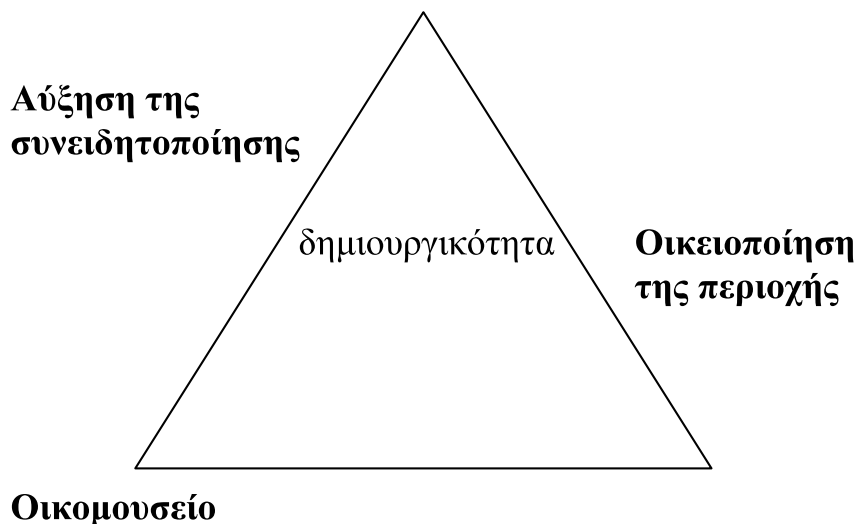 Αύξηση της
συνειδητοποίησης
δημιουργικότητα
Οικειοποίηση
της περιοχής
Οικομουσείο